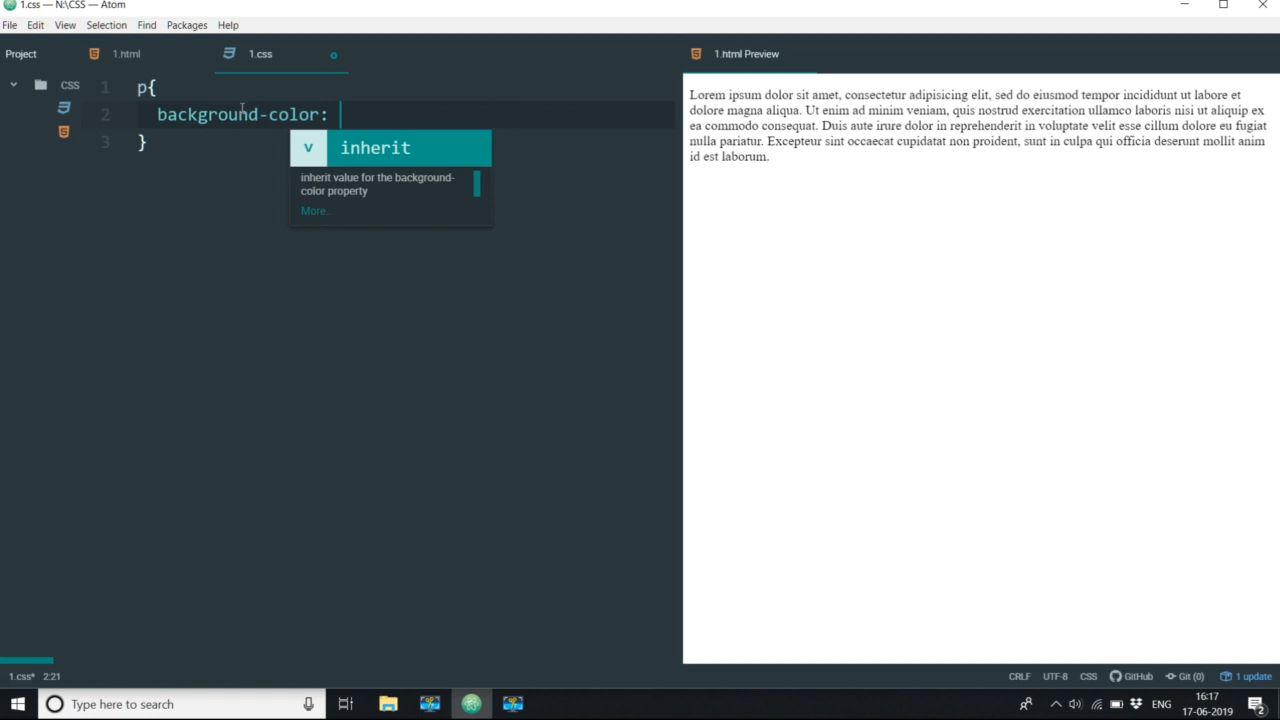 1.css — N:\CSS — Atom
File Edit View Selection Find Packages Help
Project
1.html
1.css
1.html Preview
CSS
1 p{
2 background-color:
3 }
v inherit
inherit value for the background-
color property
More..
Lorem ipsum dolor sit amet, consectetur adipisicing elit, sed do eiusmod tempor incididunt ut labore et
dolore magna aliqua. Ut enim ad minim veniam, quis nostrud exercitation ullamco laboris nisi ut aliquip ex
ea commodo consequat. Duis aute irure dolor in reprehenderit in voluptate velit esse cillum dolore eu fugiat
nulla pariatur. Excepteur sint occaecat cupidatat non proident, sunt in culpa qui officia deserunt mollit anim
id est laborum.
1.css* 2:21
CRLF UTF-8 CSS GitHub Git (0) 1 update
Type here to search
ENG
16:17
17-06-2019
2